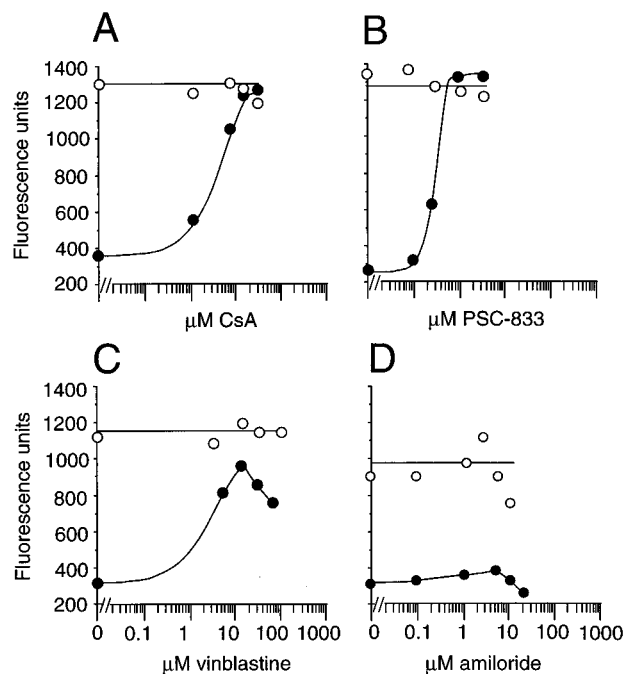 A
B
1400
1200
1000
800
600
400
200
Fluorescence units
μM CsA
μM PSC-833
C
D
1400
1200
1000
800
600
400
200
Fluorescence units
0 0.1 1 10 100 1000
0 0.1 1 10 100 1000
μM vinblastine
μM amiloride